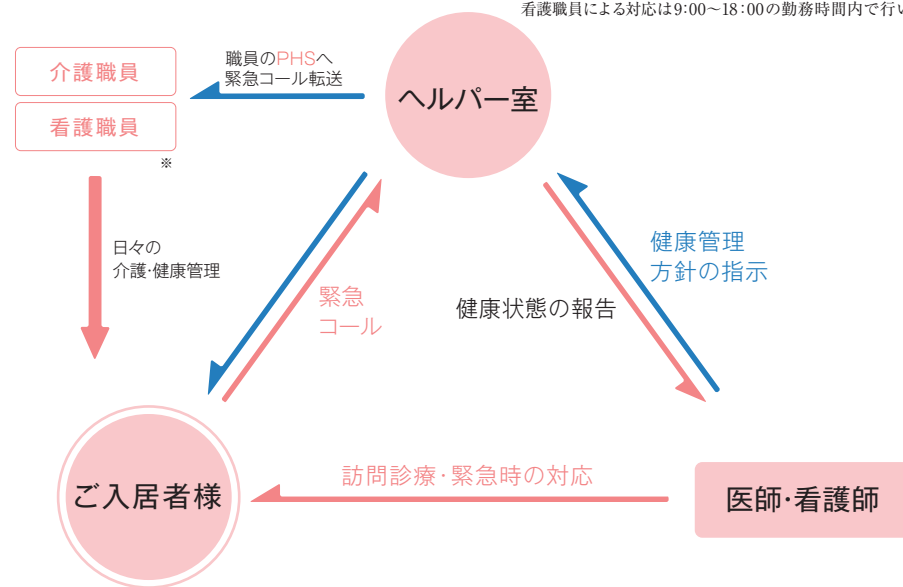 看護職員による対応は9:00〜18:00の勤務時間内で行い
介護職員
看護職員
※
職員のPHSへ
緊急コール転送
ヘルパー室
日々の
介護・健康管理
緊急
コール
健康状態の報告
健康管理
方針の指示
訪問診療・緊急時の対応
ご入居者様
医師・看護師